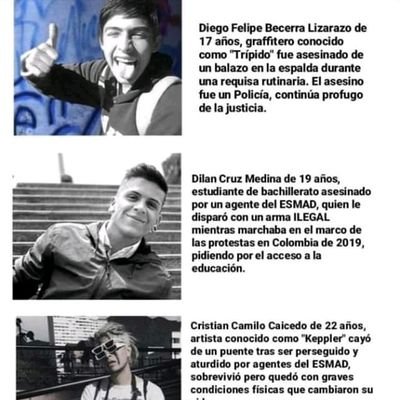 Diego Felipe Becerra Lizarazo de
17 años, graffitero conocido
como "Trípido" fue asesinado de
un balazo en la espalda durante
una requisa rutinaria. El asesino
fue un Policía, continúa profugo
de la justicia.
Dilan Cruz Medina de 19 años,
estudiante de bachillerato asesinado
por un agente del ESMAD, quien le
disparó con un arma ILEGAL
mientras marchaba en el marco de
las protestas en Colombia de 2019,
pidiendo por el acceso a la
educación.
Cristian Camilo Caicedo de 22 años,
artista conocido como "Keppler" cayó
de un puente tras ser perseguido y
aturdido por agentes del ESMAD,
sobrevivió pero quedó con graves
condiciones físicas que cambiaron su